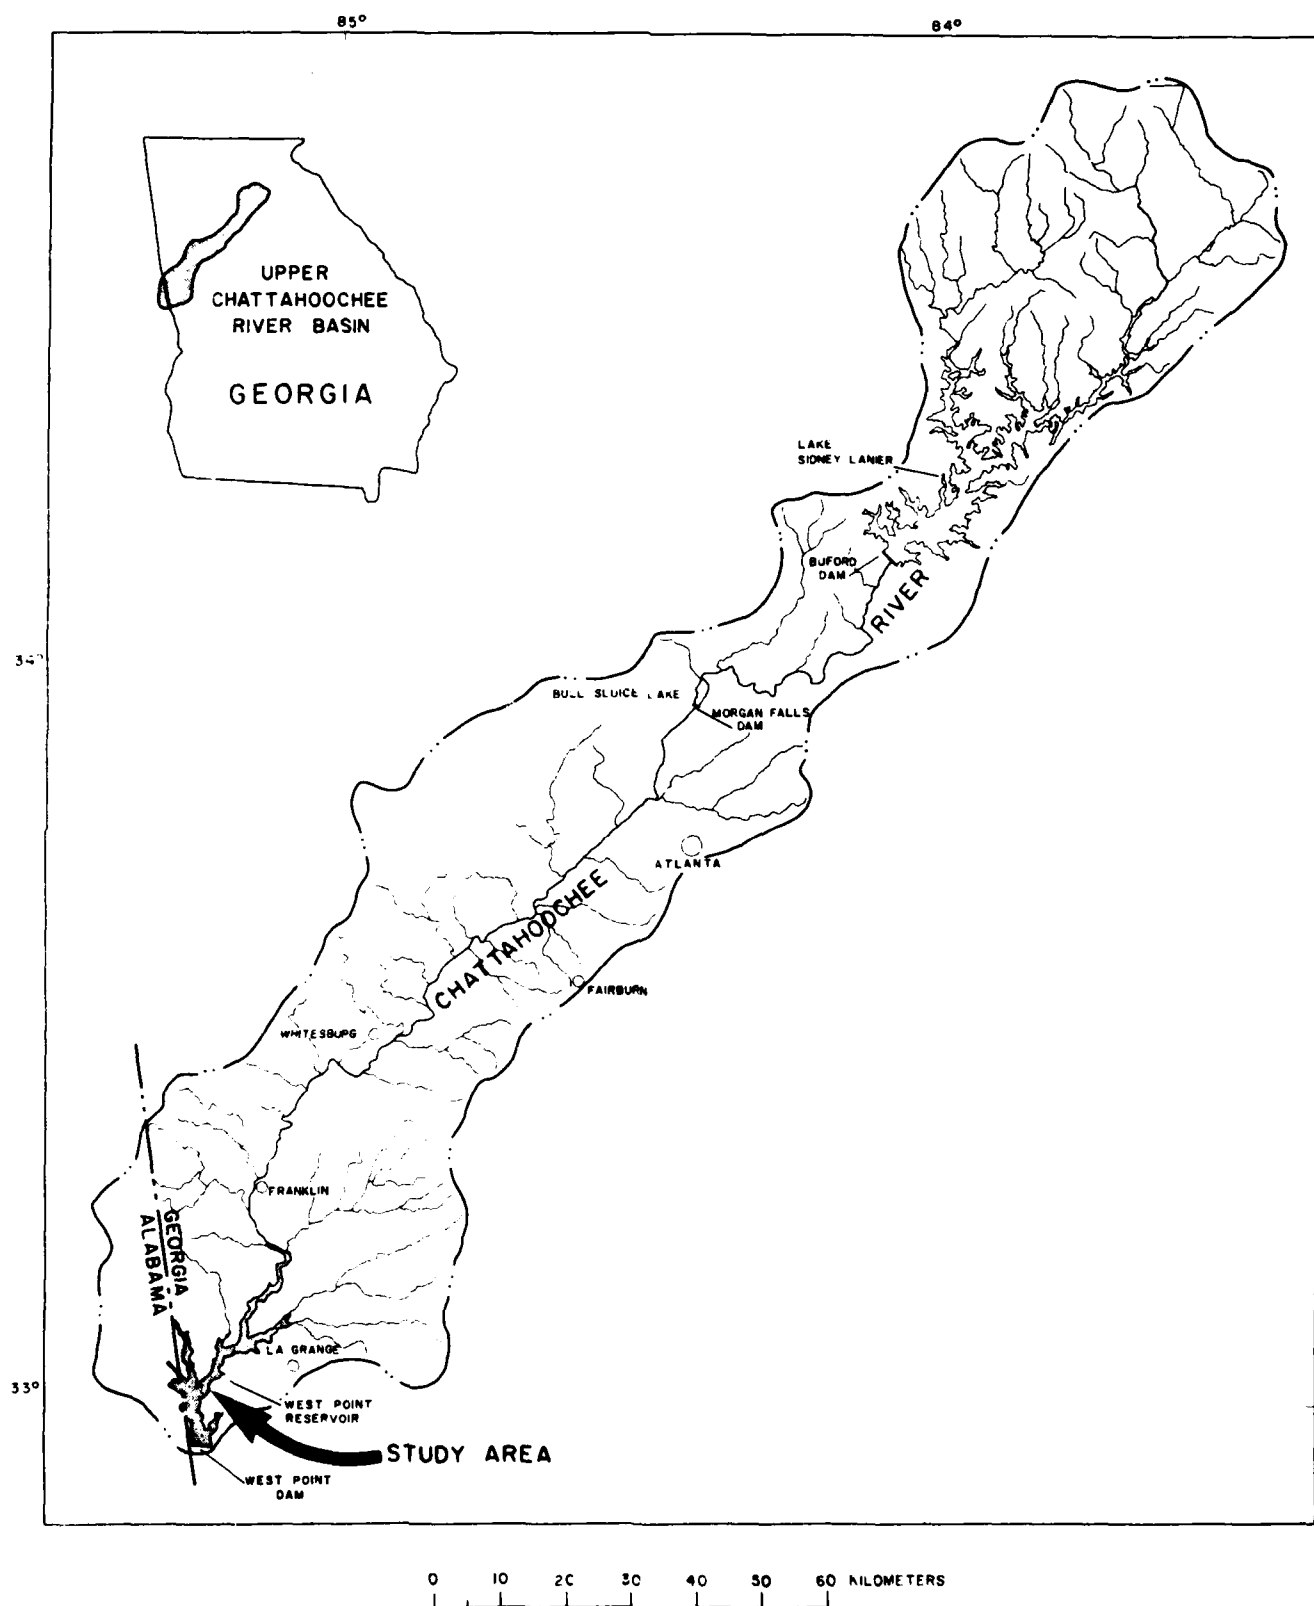 85°
84°
UPPER
CHATTAHOOCHEE
RIVER BASIN
GEORGIA
LAKE
SIDNEY LANIER
BUFORD
DAM
RIVER
34°
BULL SLUICE LAKE
MORGAN FALLS
DAM
ATLANTA
CHATTAHOOCHEE
FAIRBURN
WHITESBURG
FRANKLIN
GEORGIA
ALABAMA
LA GRANGE
33°
WEST POINT
RESERVOIR
STUDY AREA
WEST POINT
DAM
0 10 20 30 40 50 60 KILOMETERS